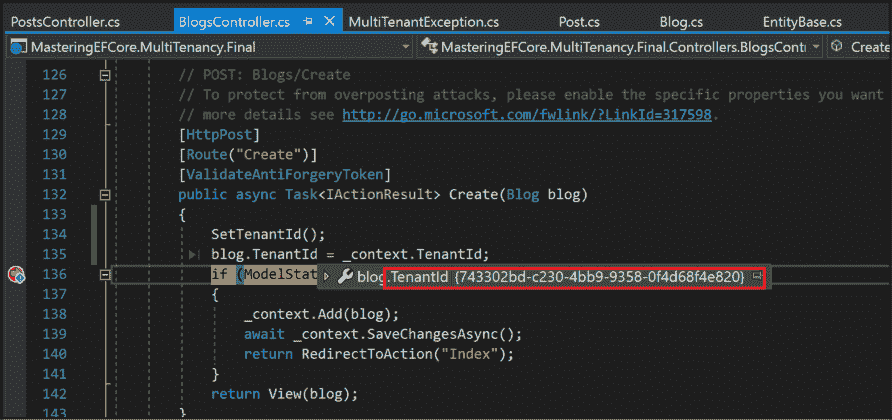 PostsController.cs BlogsController.cs MultiTenantException.cs Post.cs Blog.cs EntityBase.cs
MasteringEFCore.MultiTenancy.Final MasteringEFCore.MultiTenancy.Final.Controllers.BlogsContr Create
126 // POST: Blogs/Create
127 // To protect from overposting attacks, please enable the specific properties you want
128 // more details see http://go.microsoft.com/fwlink/?LinkId=317598.
129 [HttpPost]
130 [Route("Create")]
131 [ValidateAntiForgeryToken]
132 public async Task<IActionResult> Create(Blog blog)
133 {
134 SetTenantId();
135 blog.TenantId = _context.TenantId;
136 if (ModelStat blog.TenantId {743302bd-c230-4bb9-9358-0f4d68f4e820}
137 {
138 _context.Add(blog);
139 await _context.SaveChangesAsync();
140 return RedirectToAction("Index");
141 }
142 return View(blog);
143 }